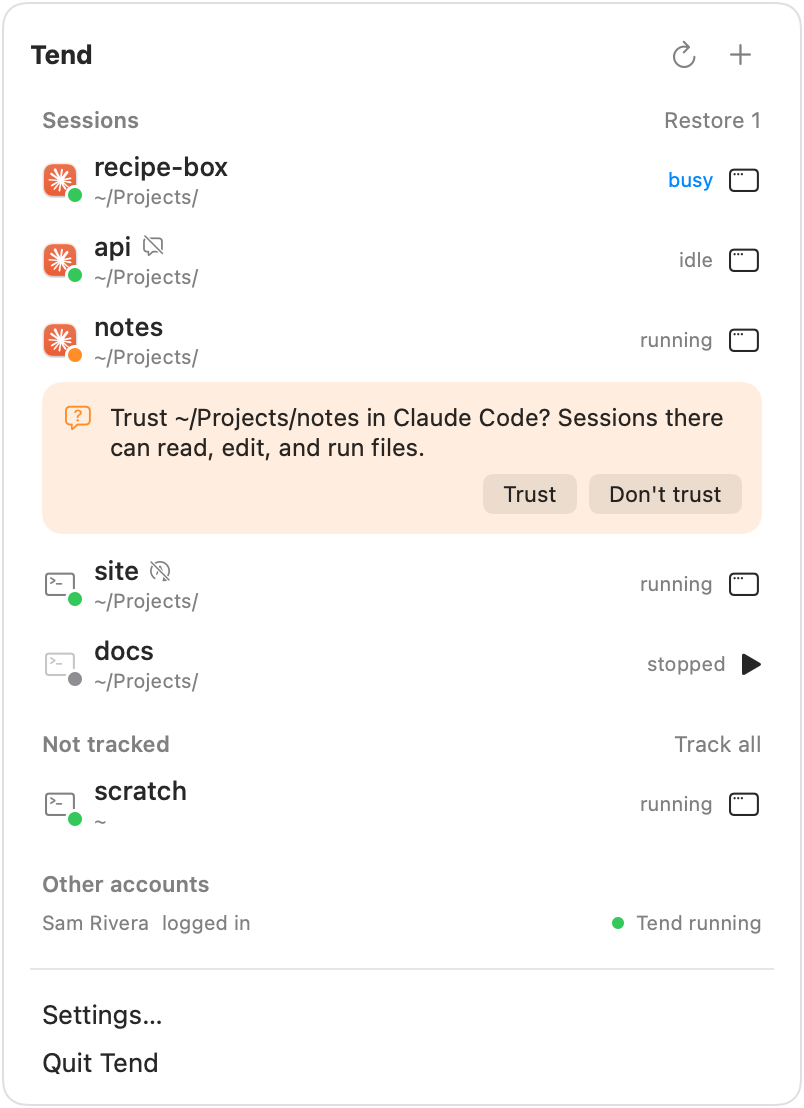 Tend
Sessions Restore 1
recipe-box
~/Projects/
busy
api
~/Projects/
idle
notes
~/Projects/
running
Trust ~/Projects/notes in Claude Code? Sessions there
can read, edit, and run files.
Trust Don't trust
site
~/Projects/
running
docs
~/Projects/
stopped
Not tracked Track all
scratch
~
running
Other accounts
Sam Rivera logged in Tend running
Settings...
Quit Tend